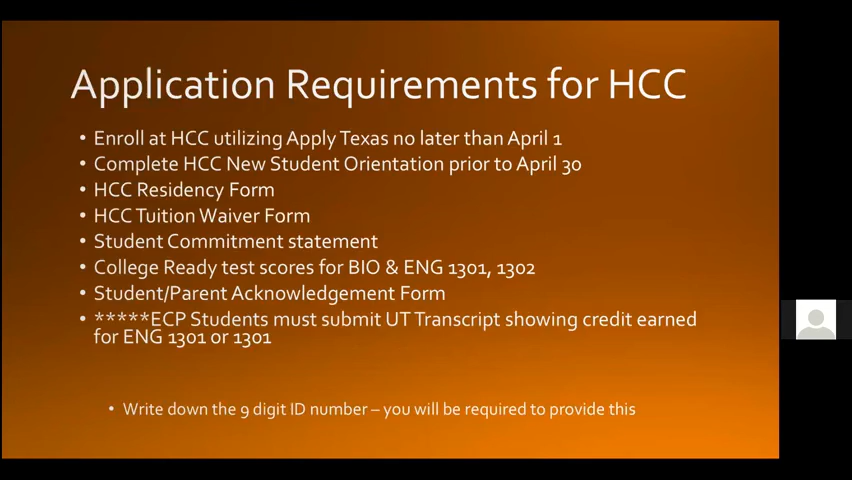 Application Requirements for HCC
• Enroll at HCC utilizing Apply Texas no later than April 1
• Complete HCC New Student Orientation prior to April 30
• HCC Residency Form
• HCC Tuition Waiver Form
• Student Commitment statement
• College Ready test scores for BIO & ENG 1301, 1302
• Student/Parent Acknowledgement Form
• *****ECP Students must submit UT Transcript showing credit earned
for ENG 1301 or 1301
• Write down the 9 digit ID number – you will be required to provide this